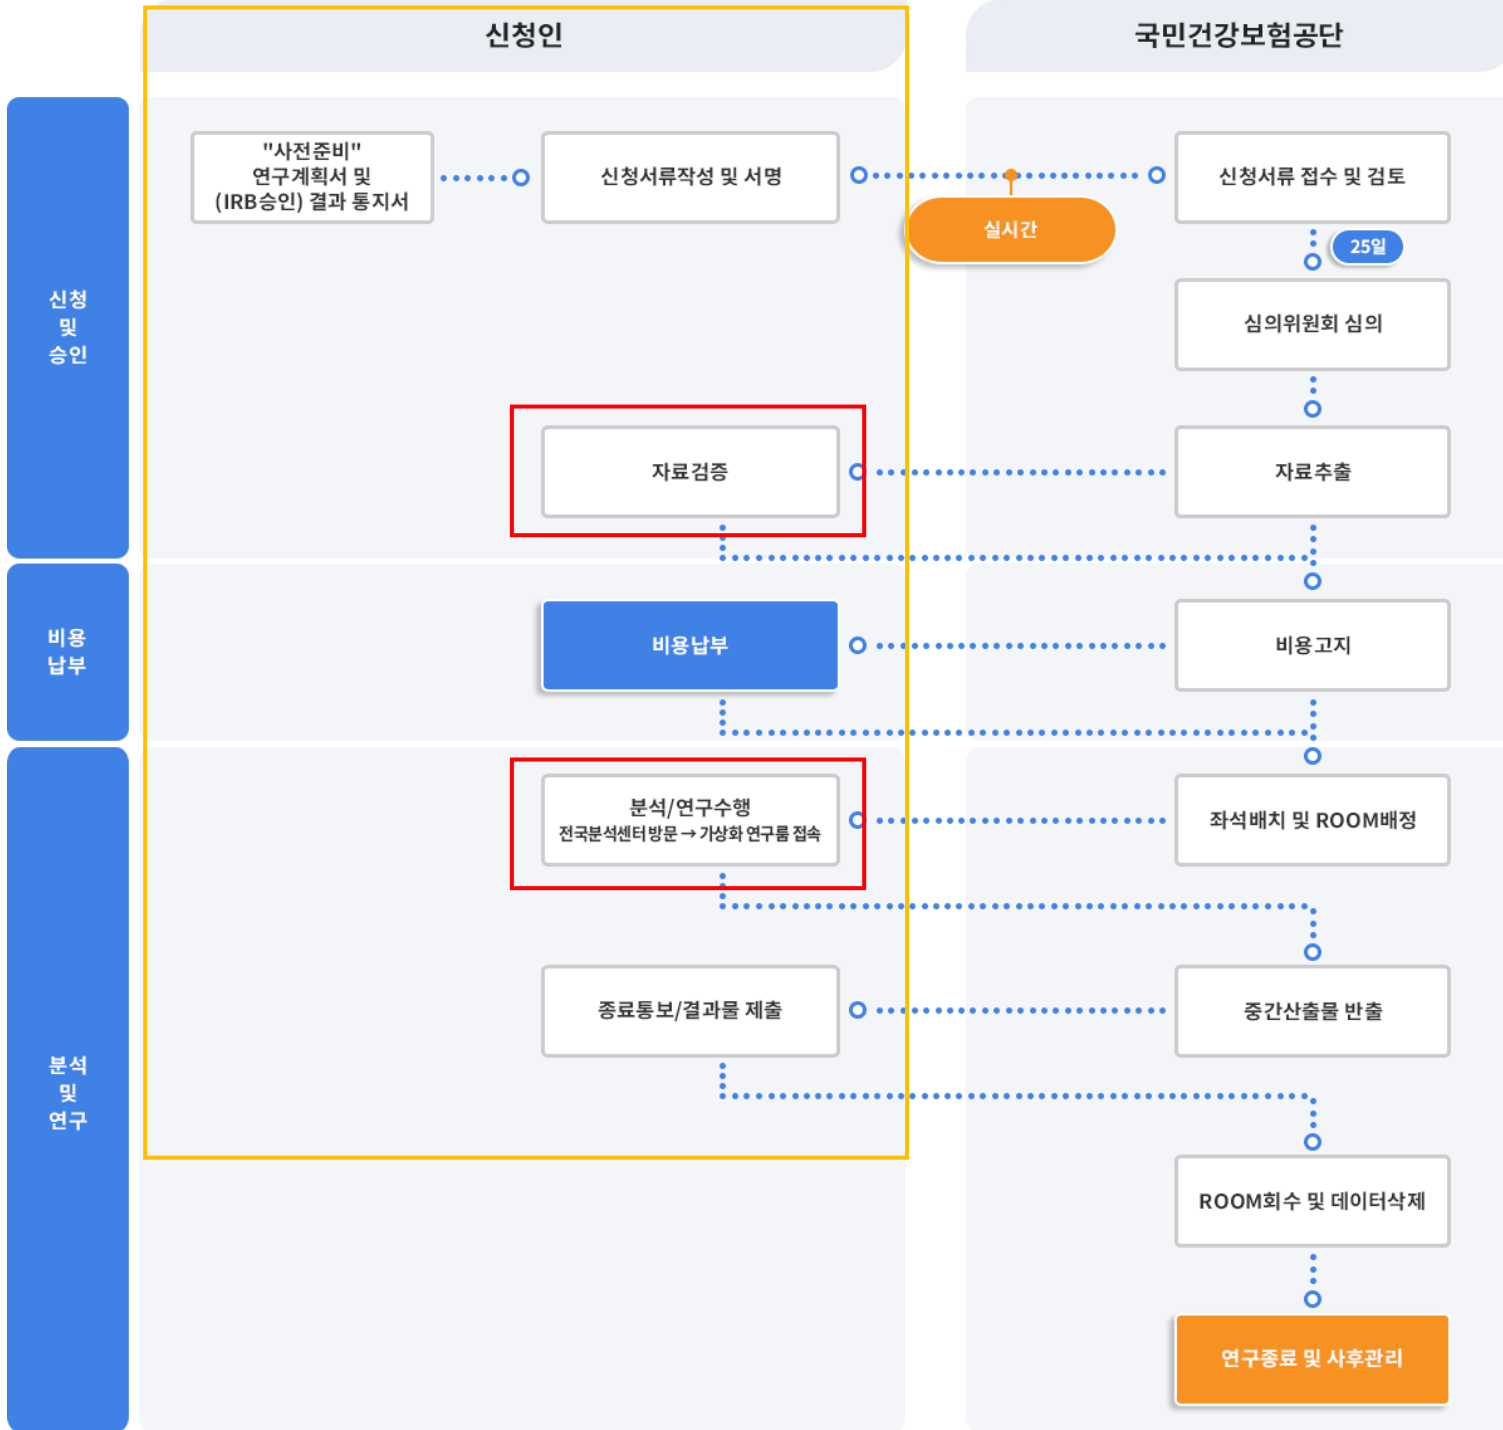 신청인
국민건강보험공단
신청
및
승인
"사전준비"
연구계획서 및
(IRB승인) 결과 통지서
신청서류작성 및 서명
실시간
신청서류 접수 및 검토
25일
심의위원회 심의
자료검증
자료추출
비용
납부
비용납부
비용고지
분석
및
연구
분석/연구수행
전국분석센터 방문 → 가상화 연구룸 접속
좌석배치 및 ROOM배정
종료통보/결과물 제출
중간산출물 반출
ROOM회수 및 데이터삭제
연구종료 및 사후관리